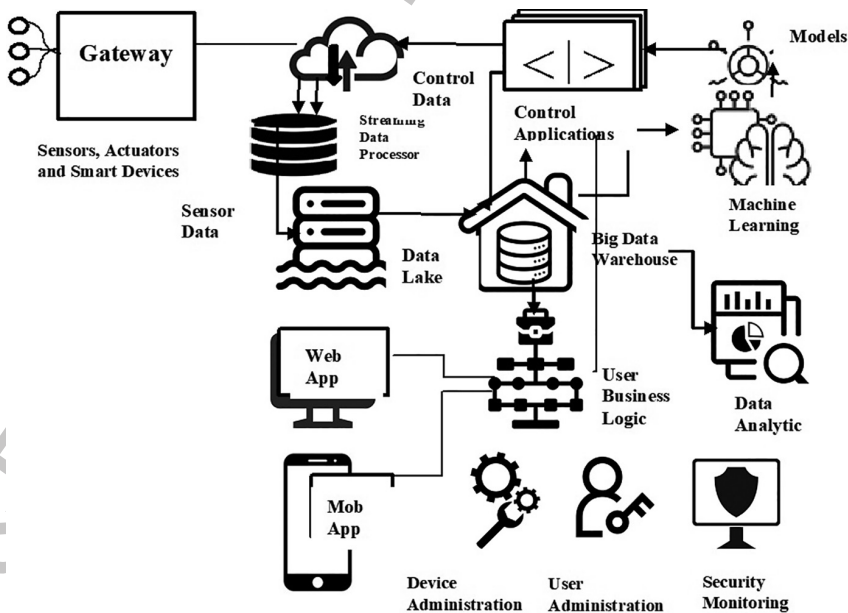 Gateway
Models
Control
Data
< | >
Streaming
Data
Processor
Control
Applications
Sensors, Actuators
and Smart Devices
Machine
Learning
Sensor
Data
Data
Lake
Big Data
Warehouse
Web
App
User
Business
Logic
Data
Analytic
Mob
App
Device
Administration
User
Administration
Security
Monitoring